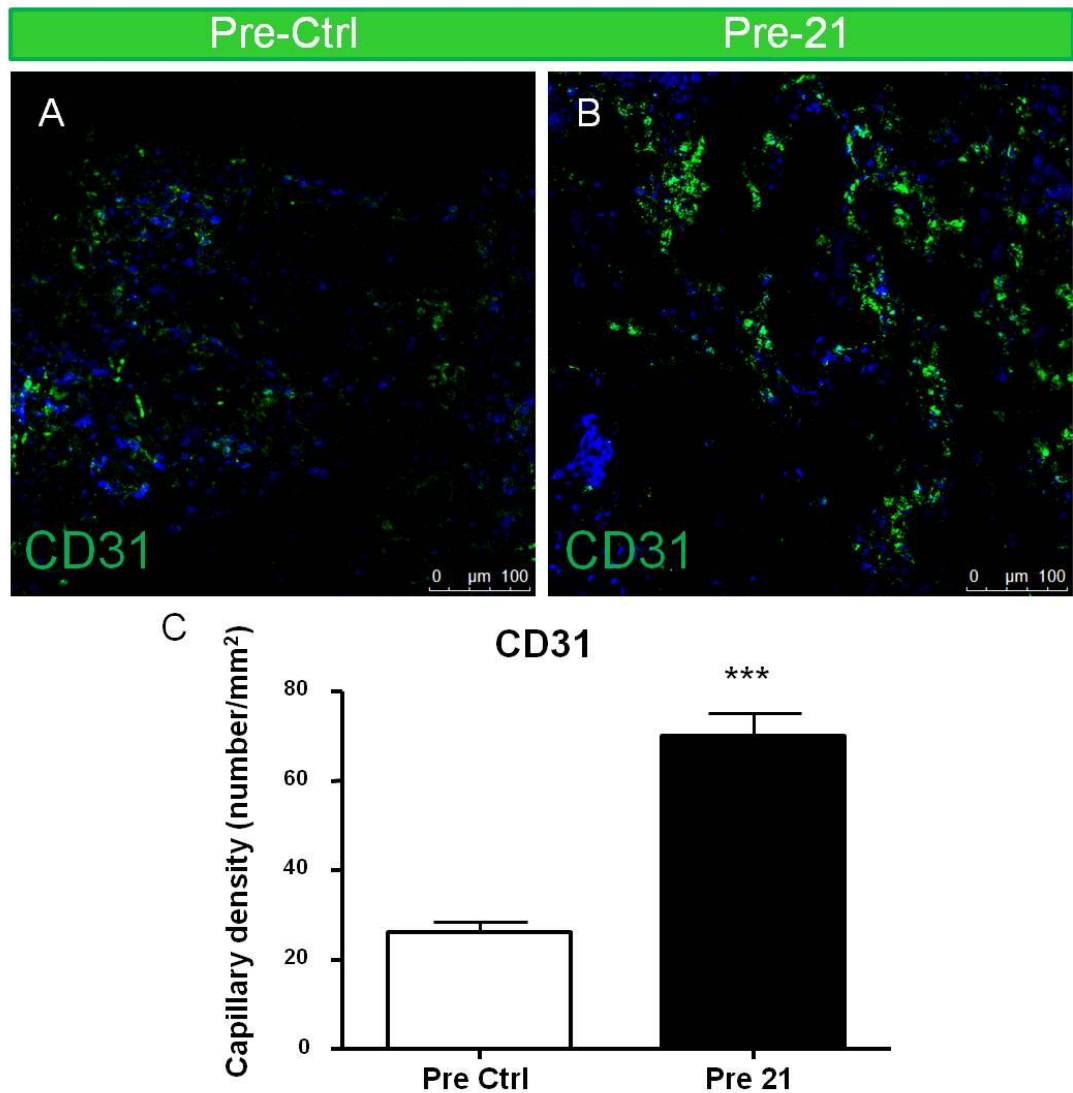 Pre-Ctrl Pre-21
A B
CD31 CD31
0 µm 100 0 µm 100
C
CD31
Capillary density (number/mm²)
***
80
60
40
20
0
Pre Ctrl Pre 21